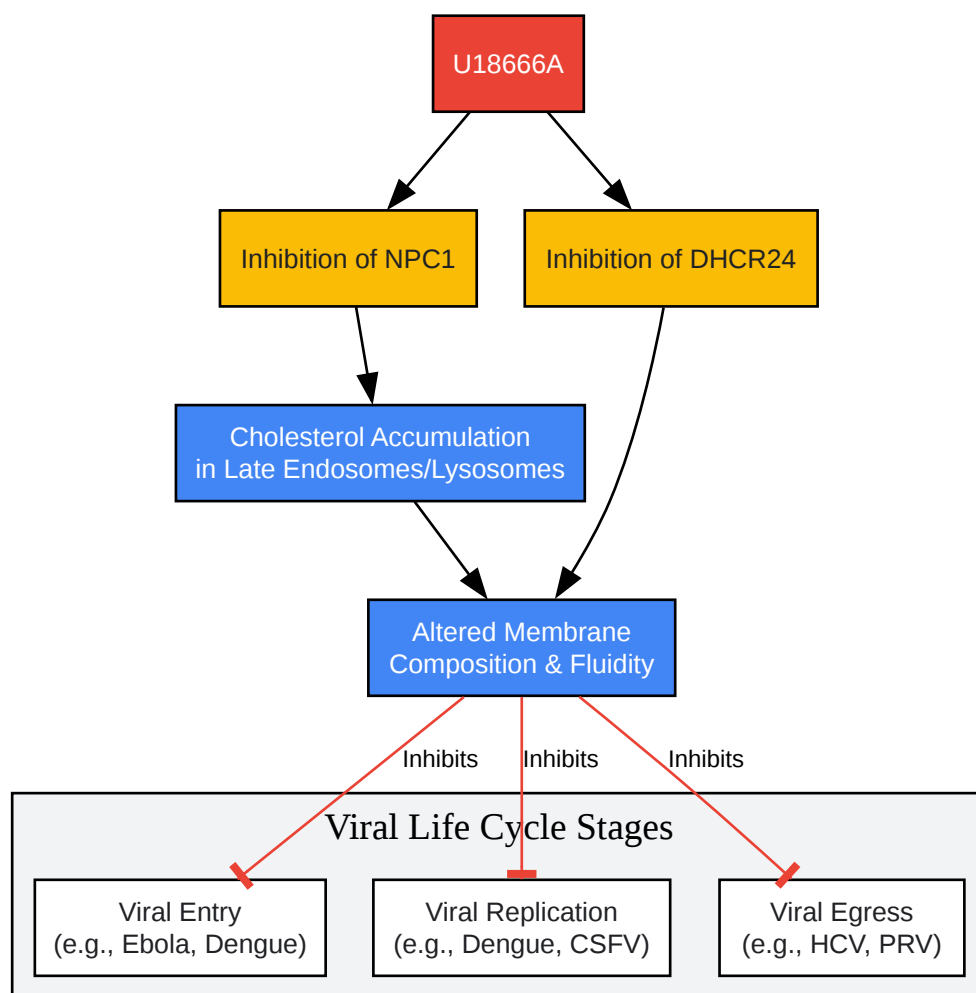 U18666A
Inhibition of NPC1
Inhibition of DHCR24
Cholesterol Accumulation
in Late Endosomes/Lysosomes
Altered Membrane
Composition & Fluidity
Inhibits
Inhibits
Inhibits
Viral Life Cycle Stages
Viral Entry
(e.g., Ebola, Dengue)
Viral Replication
(e.g., Dengue, CSFV)
Viral Egress
(e.g., HCV, PRV)